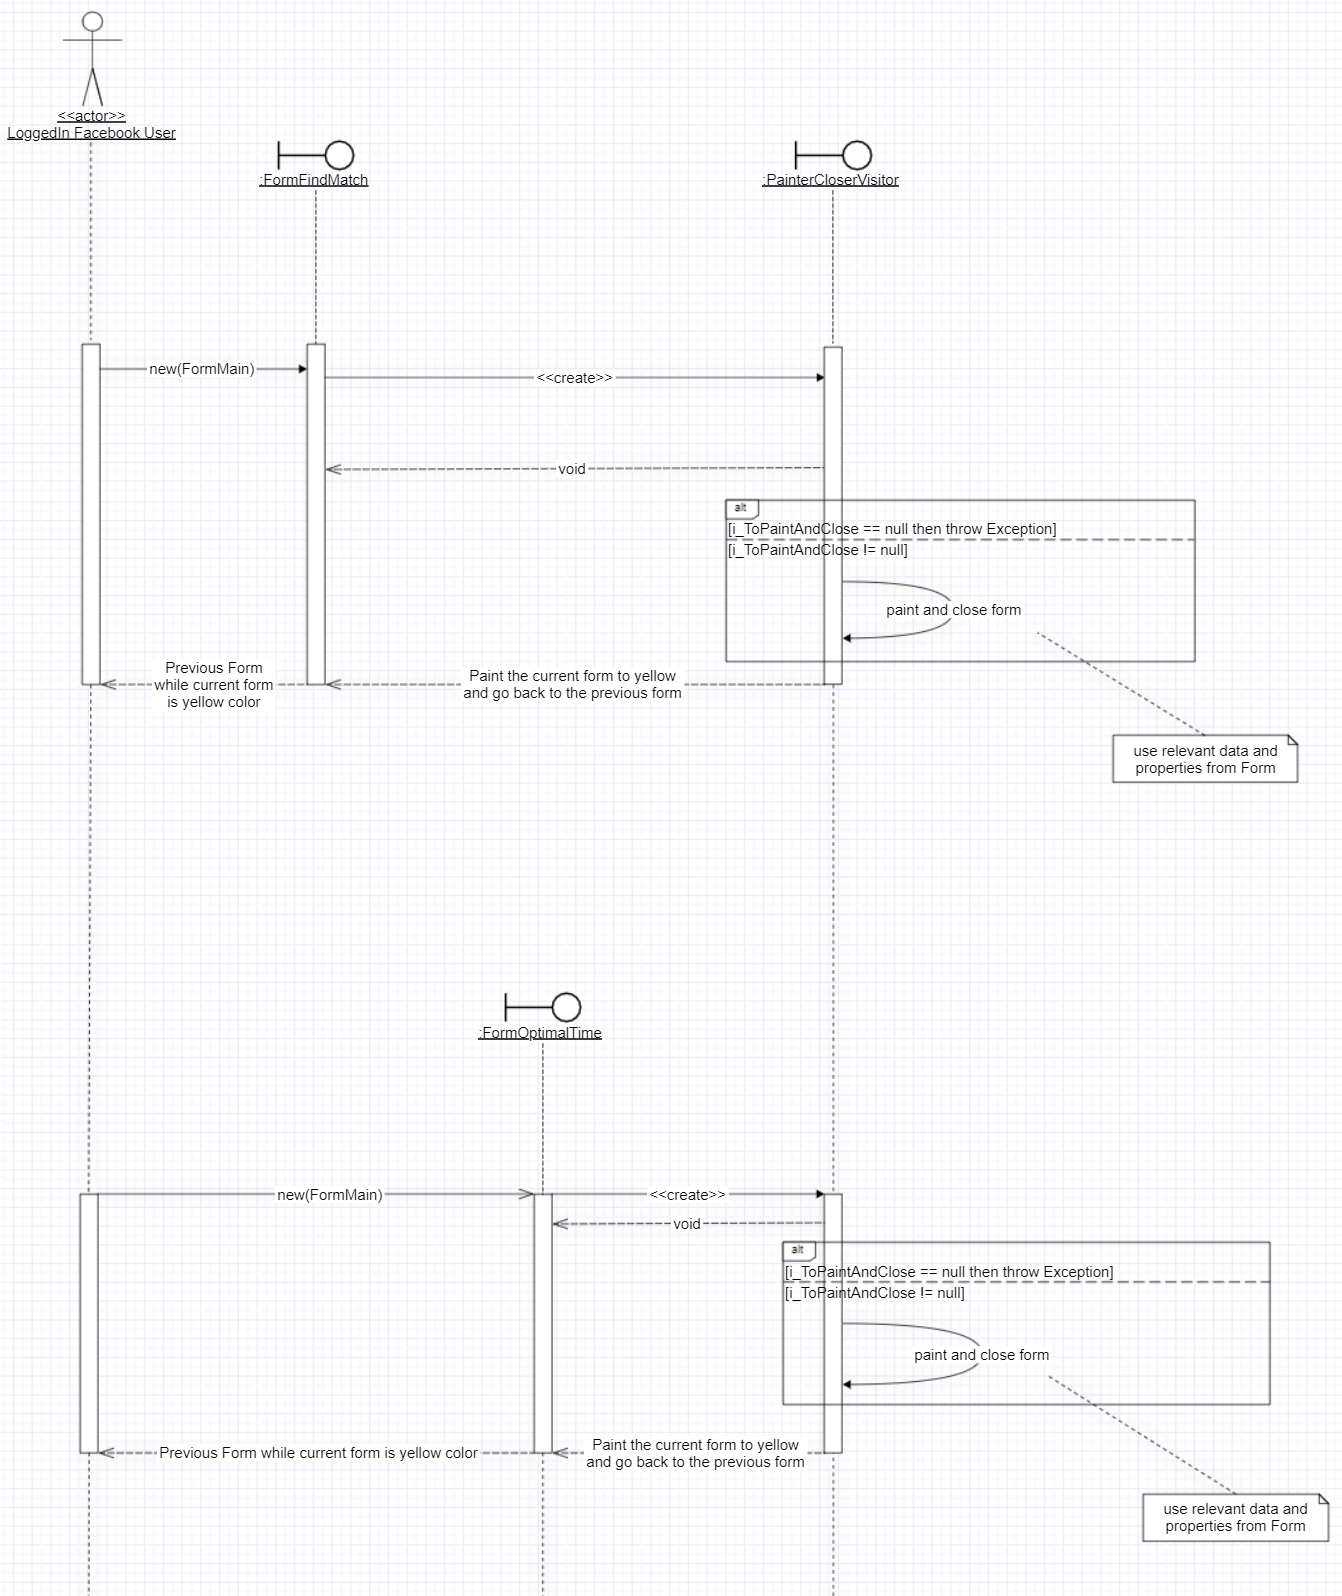 <<actor>>
LoggedIn Facebook User
:FormFindMatch
:PainterCloserVisitor
new(FormMain)
<<create>>
void
alt
[i_ToPaintAndClose == null then throw Exception]
[i_ToPaintAndClose != null]
paint and close form
Previous Form
while current form
is yellow color
Paint the current form to yellow
and go back to the previous form
use relevant data and
properties from Form
:FormOptimalTime
new(FormMain)
<<create>>
void
alt
[i_ToPaintAndClose == null then throw Exception]
[i_ToPaintAndClose != null]
paint and close form
Previous Form while current form is yellow color
Paint the current form to yellow
and go back to the previous form
use relevant data and
properties from Form